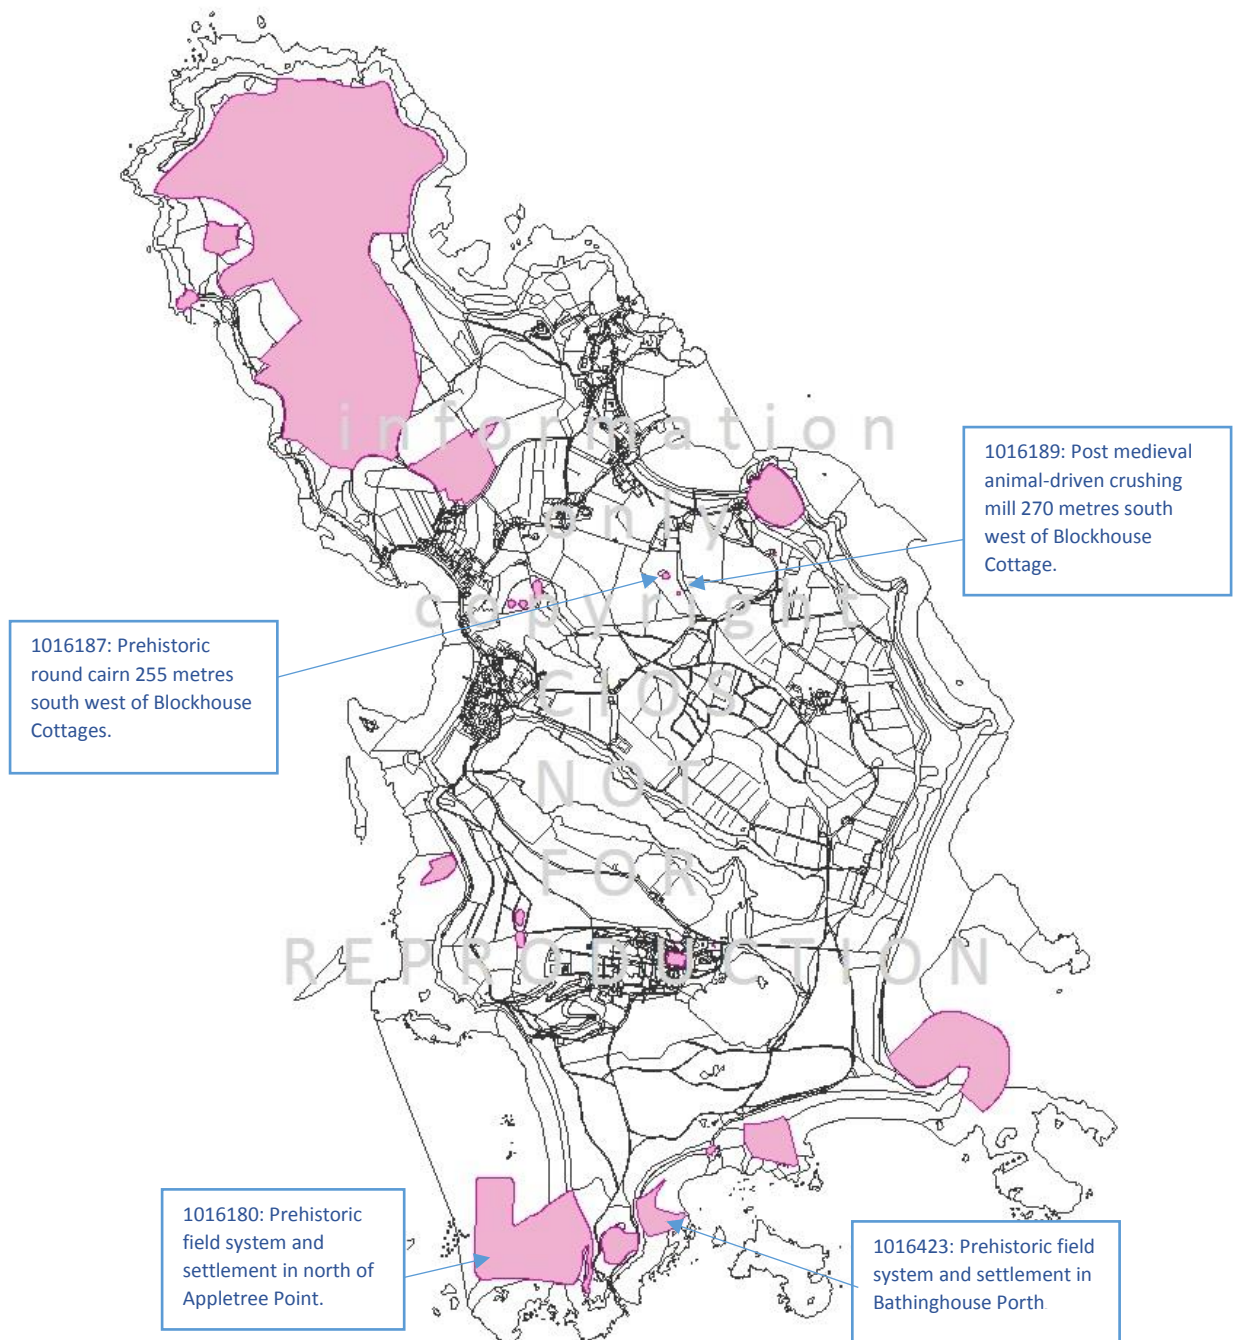 information
only
copyright
CIOS
NOT
FOR
REPRODUCTION
1016189: Post medieval
animal-driven crushing
mill 270 metres south
west of Blockhouse
Cottage.
1016187: Prehistoric
round cairn 255 metres
south west of Blockhouse
Cottages.
1016180: Prehistoric
field system and
settlement in north of
Appletree Point.
1016423: Prehistoric field
system and settlement in
Bathinghouse Porth